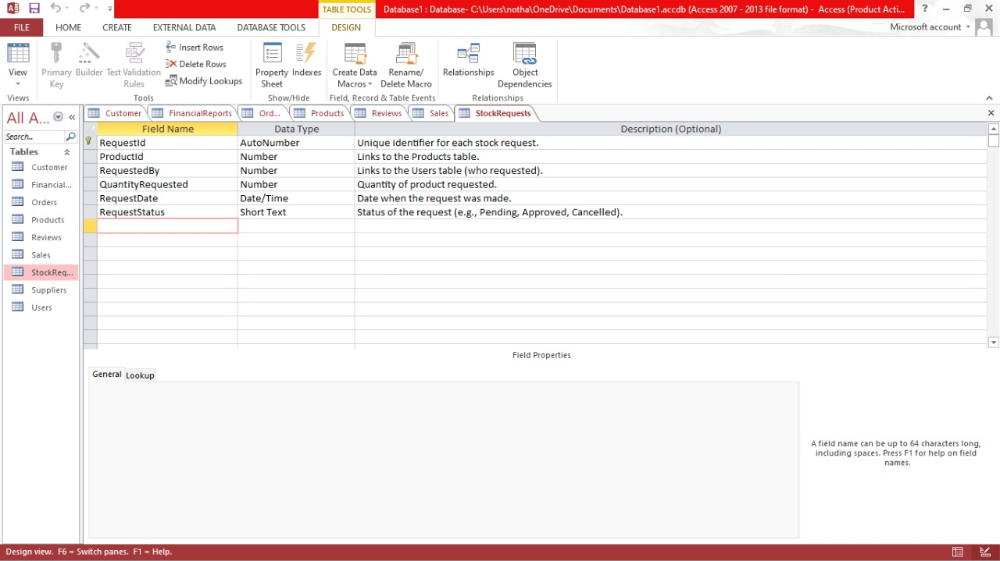 TABLE TOOLS
Database1 : Database- C:\Users\notha\OneDrive\Documents\Database1.accdb (Access 2007 - 2013 file format) - Access (Product Acti...
?
FILE HOME CREATE EXTERNAL DATA DATABASE TOOLS DESIGN
Microsoft account
View
Primary Key
Builder
Test Validation Rules
Insert Rows
Delete Rows
Modify Lookups
Property Sheet
Indexes
Create Data Macros
Rename/ Delete Macro
Relationships
Object Dependencies
Views
Tools
Show/Hide
Field, Record & Table Events
Relationships
All A...
Search...
Tables
Customer
Financial...
Orders
Products
Reviews
Sales
StockReq...
Suppliers
Users
Customer FinancialReports Ord... Products Reviews Sales StockRequests
Field Name Data Type Description (Optional)
RequestId AutoNumber Unique identifier for each stock request.
ProductId Number Links to the Products table.
RequestedBy Number Links to the Users table (who requested).
QuantityRequested Number Quantity of product requested.
RequestDate Date/Time Date when the request was made.
RequestStatus Short Text Status of the request (e.g., Pending, Approved, Cancelled).
Field Properties
General Lookup
A field name can be up to 64 characters long,
including spaces. Press F1 for help on field
names.
Design view. F6 = Switch panes. F1 = Help.